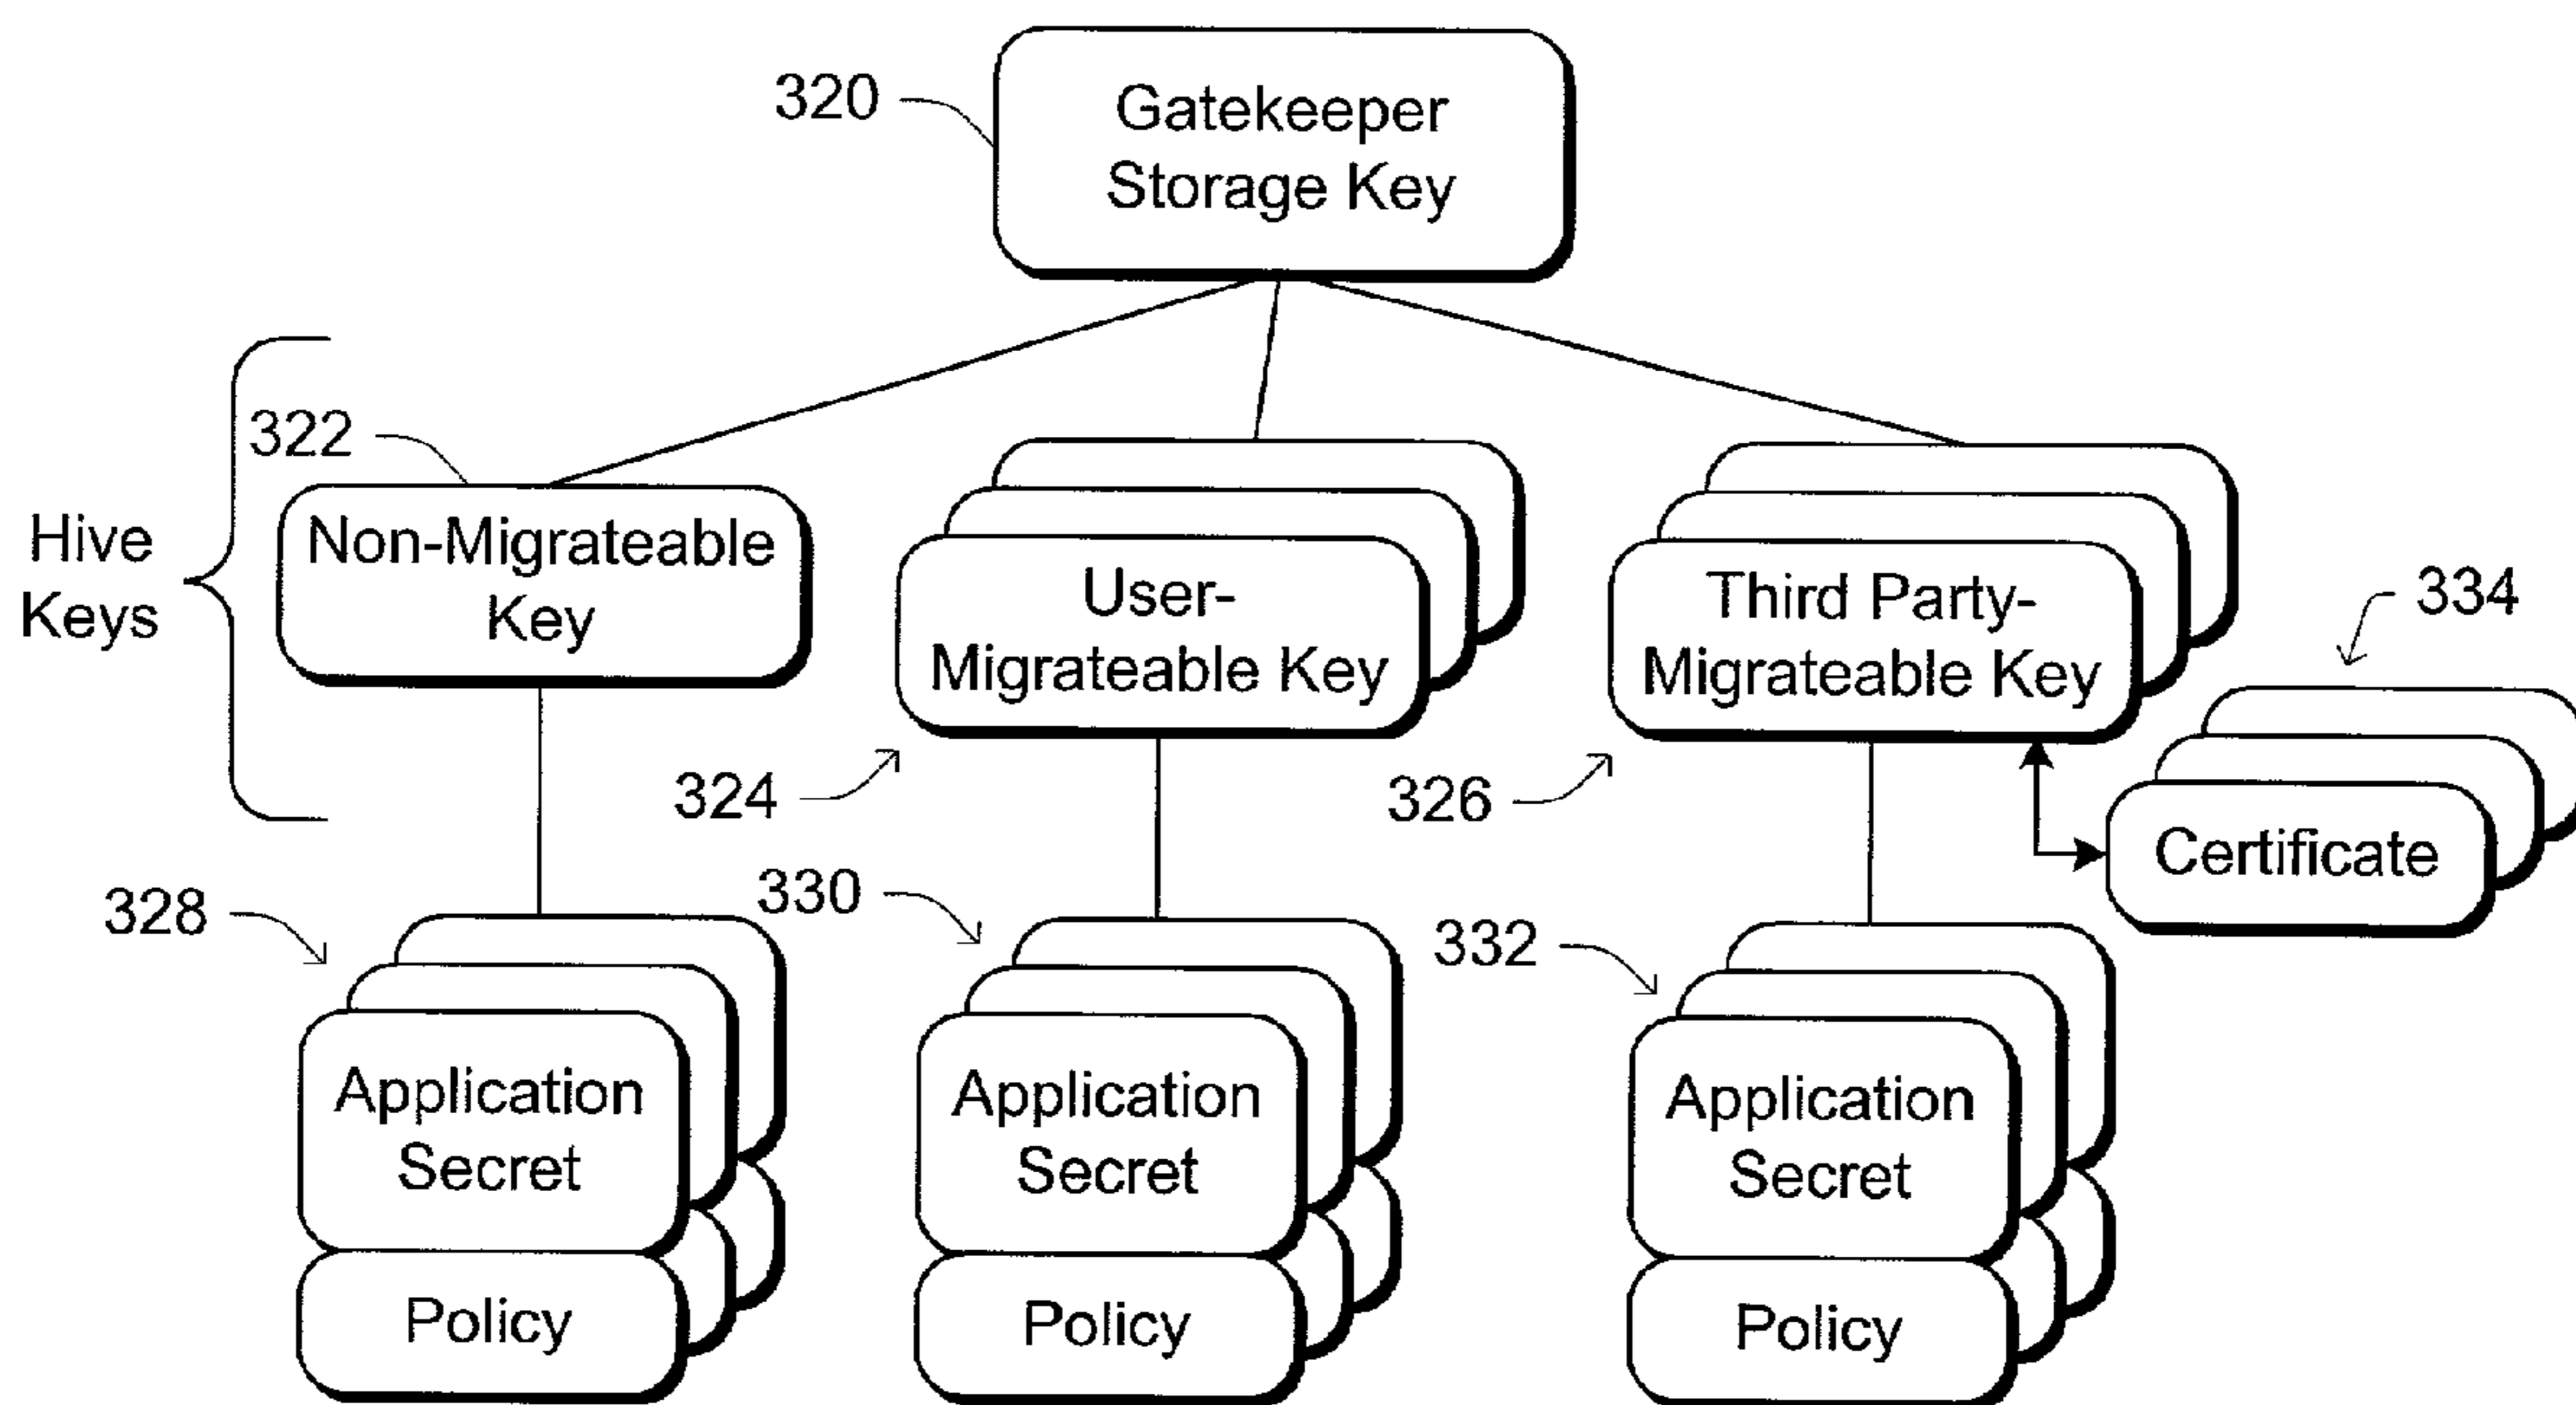 320
Gatekeeper
Storage Key
Hive
Keys
322
Non-Migrateable
Key
User-
Migrateable Key
324
Third Party-
Migrateable Key
326
334
Certificate
328
Application
Secret
Policy
330
Application
Secret
Policy
332
Application
Secret
Policy